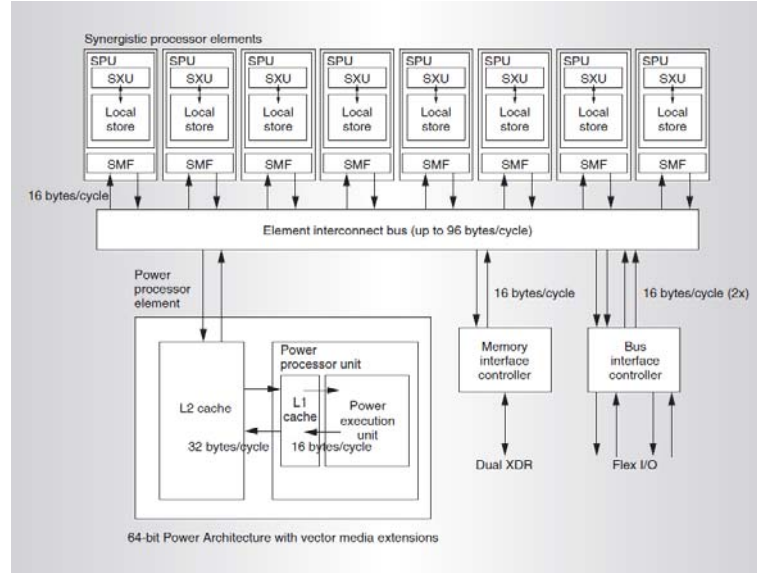 Synergistic processor elements
SPU SPU SPU SPU SPU SPU SPU SPU
SXU SXU SXU SXU SXU SXU SXU SXU
Local Local Local Local Local Local Local Local
store store store store store store store store
SMF SMF SMF SMF SMF SMF SMF SMF
16 bytes/cycle
Element interconnect bus (up to 96 bytes/cycle)
Power
processor
element
16 bytes/cycle
16 bytes/cycle (2x)
Power
processor unit
L2 cache
L1
cache
Power
execution
unit
32 bytes/cycle
16 bytes/cycle
Memory
interface
controller
Bus
interface
controller
Dual XDR
Flex I/O
64-bit Power Architecture with vector media extensions